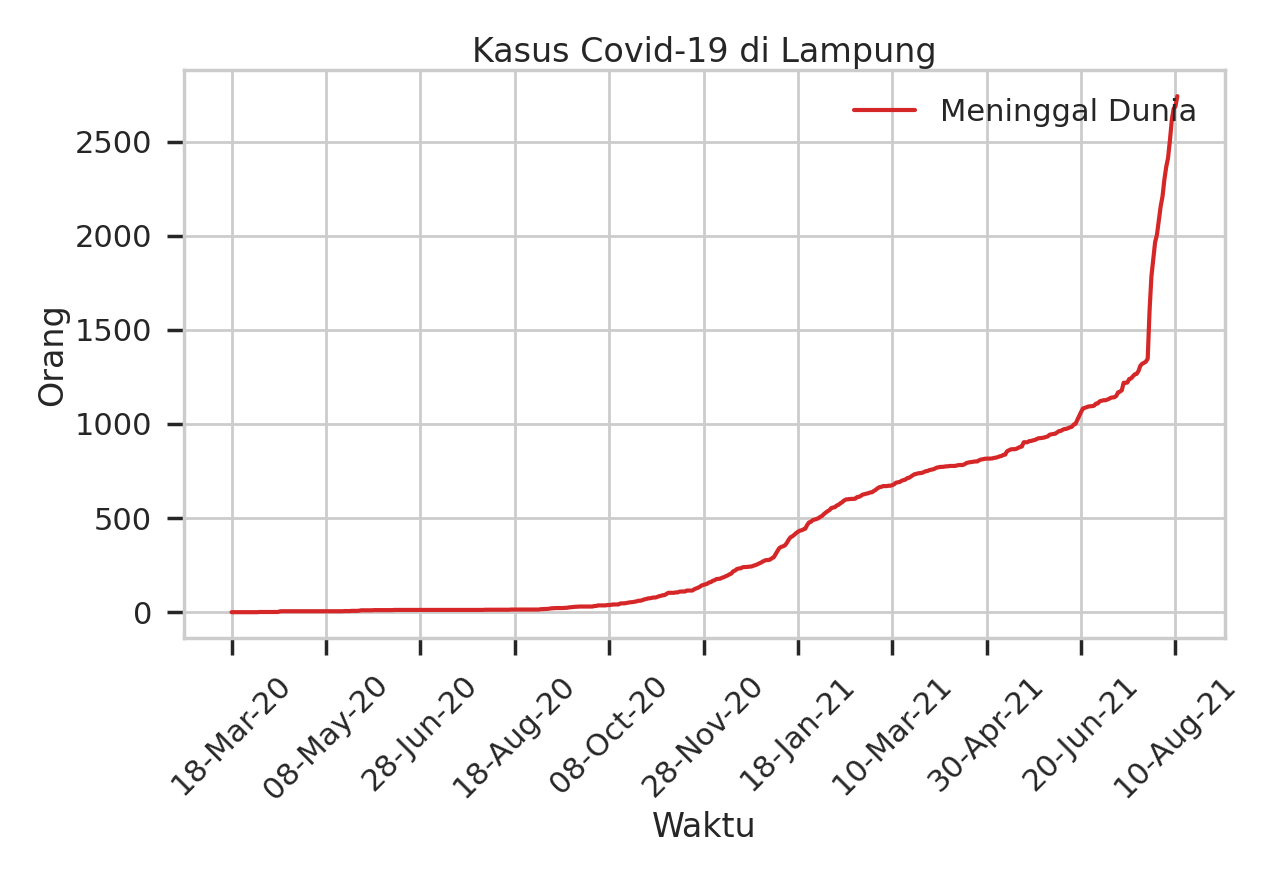 Kasus Covid-19 di Lampung
Meninggal Dunia
Orang
2500
2000
1500
1000
500
0
18-Mar-20
08-May-20
28-Jun-20
18-Aug-20
08-Oct-20
28-Nov-20
18-Jan-21
10-Mar-21
30-Apr-21
20-Jun-21
10-Aug-21
Waktu